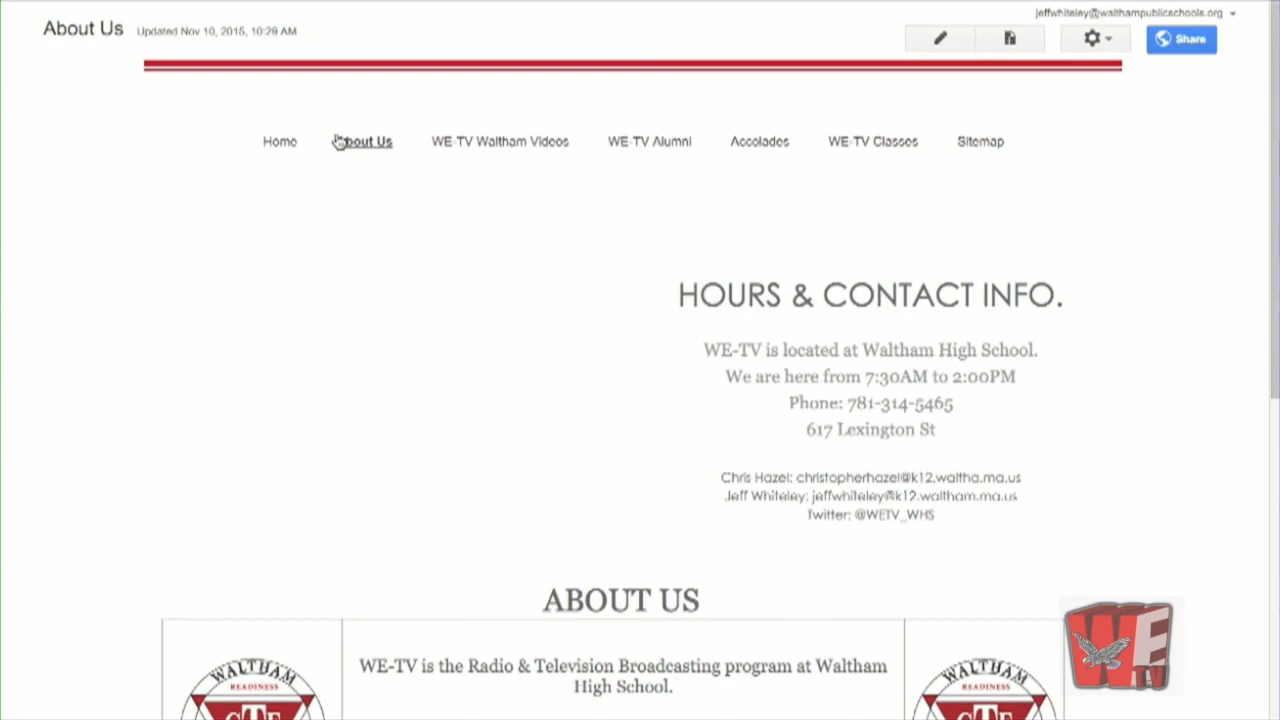 jeffwhiteley@walthampublicschools.org
About Us Updated Nov 10, 2015, 10:29 AM
Share
Home About Us WE-TV Waltham Videos WE-TV Alumni Accolades WE-TV Classes Sitemap
HOURS & CONTACT INFO.
WE-TV is located at Waltham High School.
We are here from 7:30AM to 2:00PM
Phone: 781-314-5465
617 Lexington St
Chris Hazel: christopherhazel@k12.waltha.ma.us
Jeff Whiteley: jeffwhiteley@k12.waltham.ma.us
Twitter: @WETV_WHS
ABOUT US
WE-TV is the Radio & Television Broadcasting program at Waltham
High School.
WALTHAM
READINESS
CTE
WALTHAM
READINESS
CTE
WE
TV